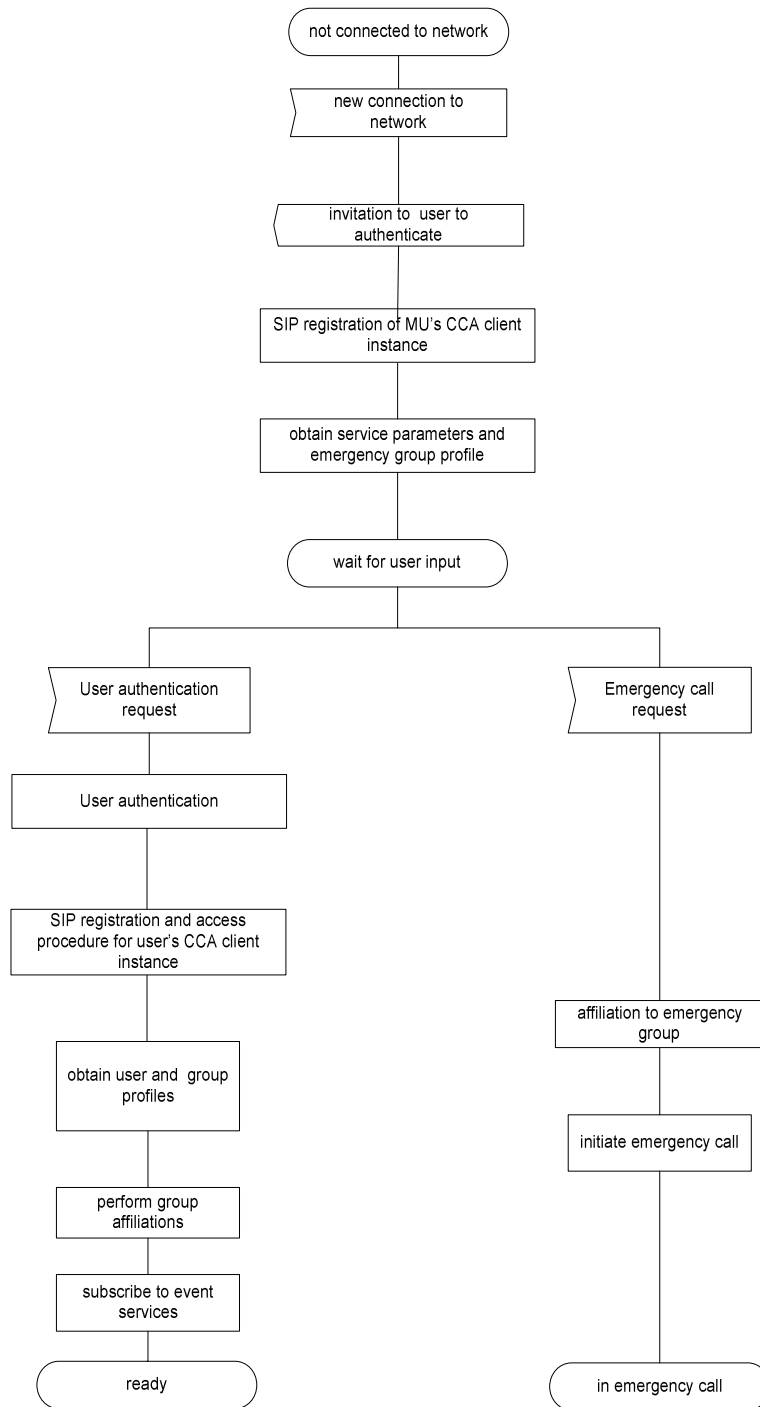 not connected to network
new connection to
network
invitation to  user to
authenticate
SIP registration of MU's CCA client
instance
obtain service parameters and
emergency group profile
wait for user input
User authentication
request
User authentication
SIP registration and access
procedure for user's CCA client
instance
obtain user and  group
profiles
perform group
affiliations
subscribe to event
services
ready
Emergency call
request
affiliation to emergency
group
initiate emergency call
in emergency call